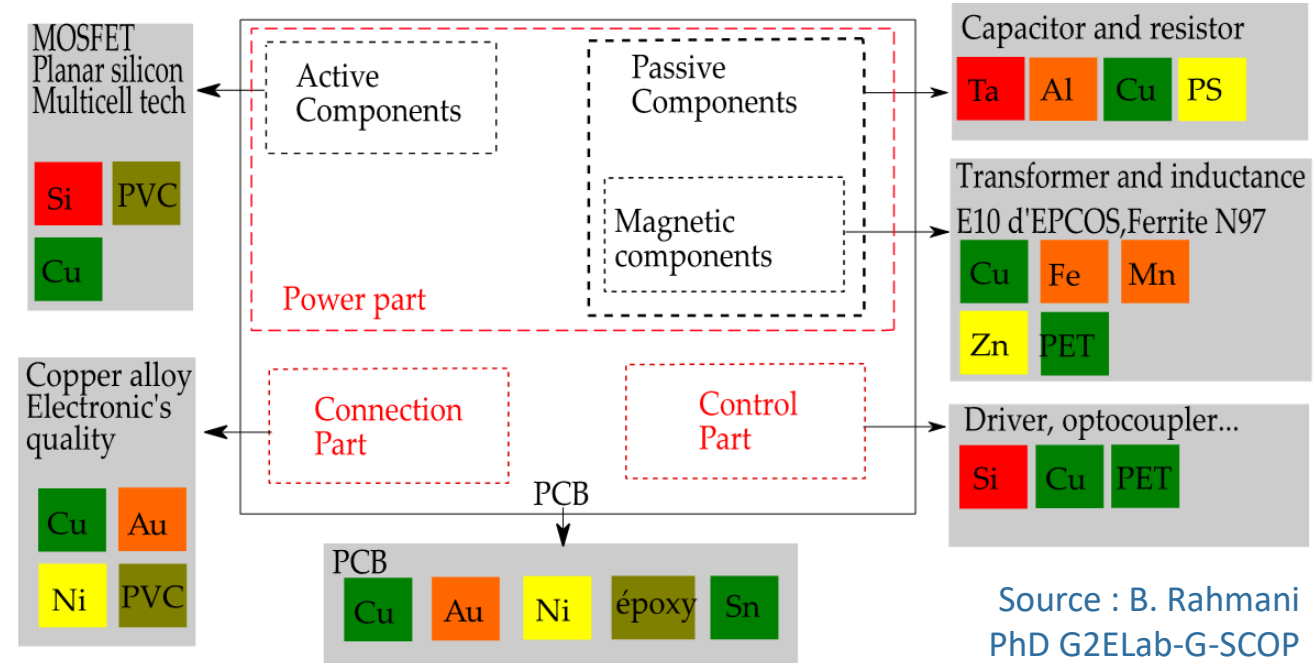 MOSFET
Planar silicon
Multicell tech
Si PVC
Cu
Active
Components
Passive
Components
Magnetic
components
Power part
Capacitor and resistor
Ta Al Cu PS
Transformer and inductance
E10 d'EPCOS,Ferrite N97
Cu Fe Mn
Zn PET
Copper alloy
Electronic's
quality
Cu Au
Ni PVC
Connection
Part
Control
Part
Driver, optocoupler...
Si Cu PET
PCB
PCB
Cu Au Ni époxy Sn
Source : B. Rahmani
PhD G2ELab-G-SCOP